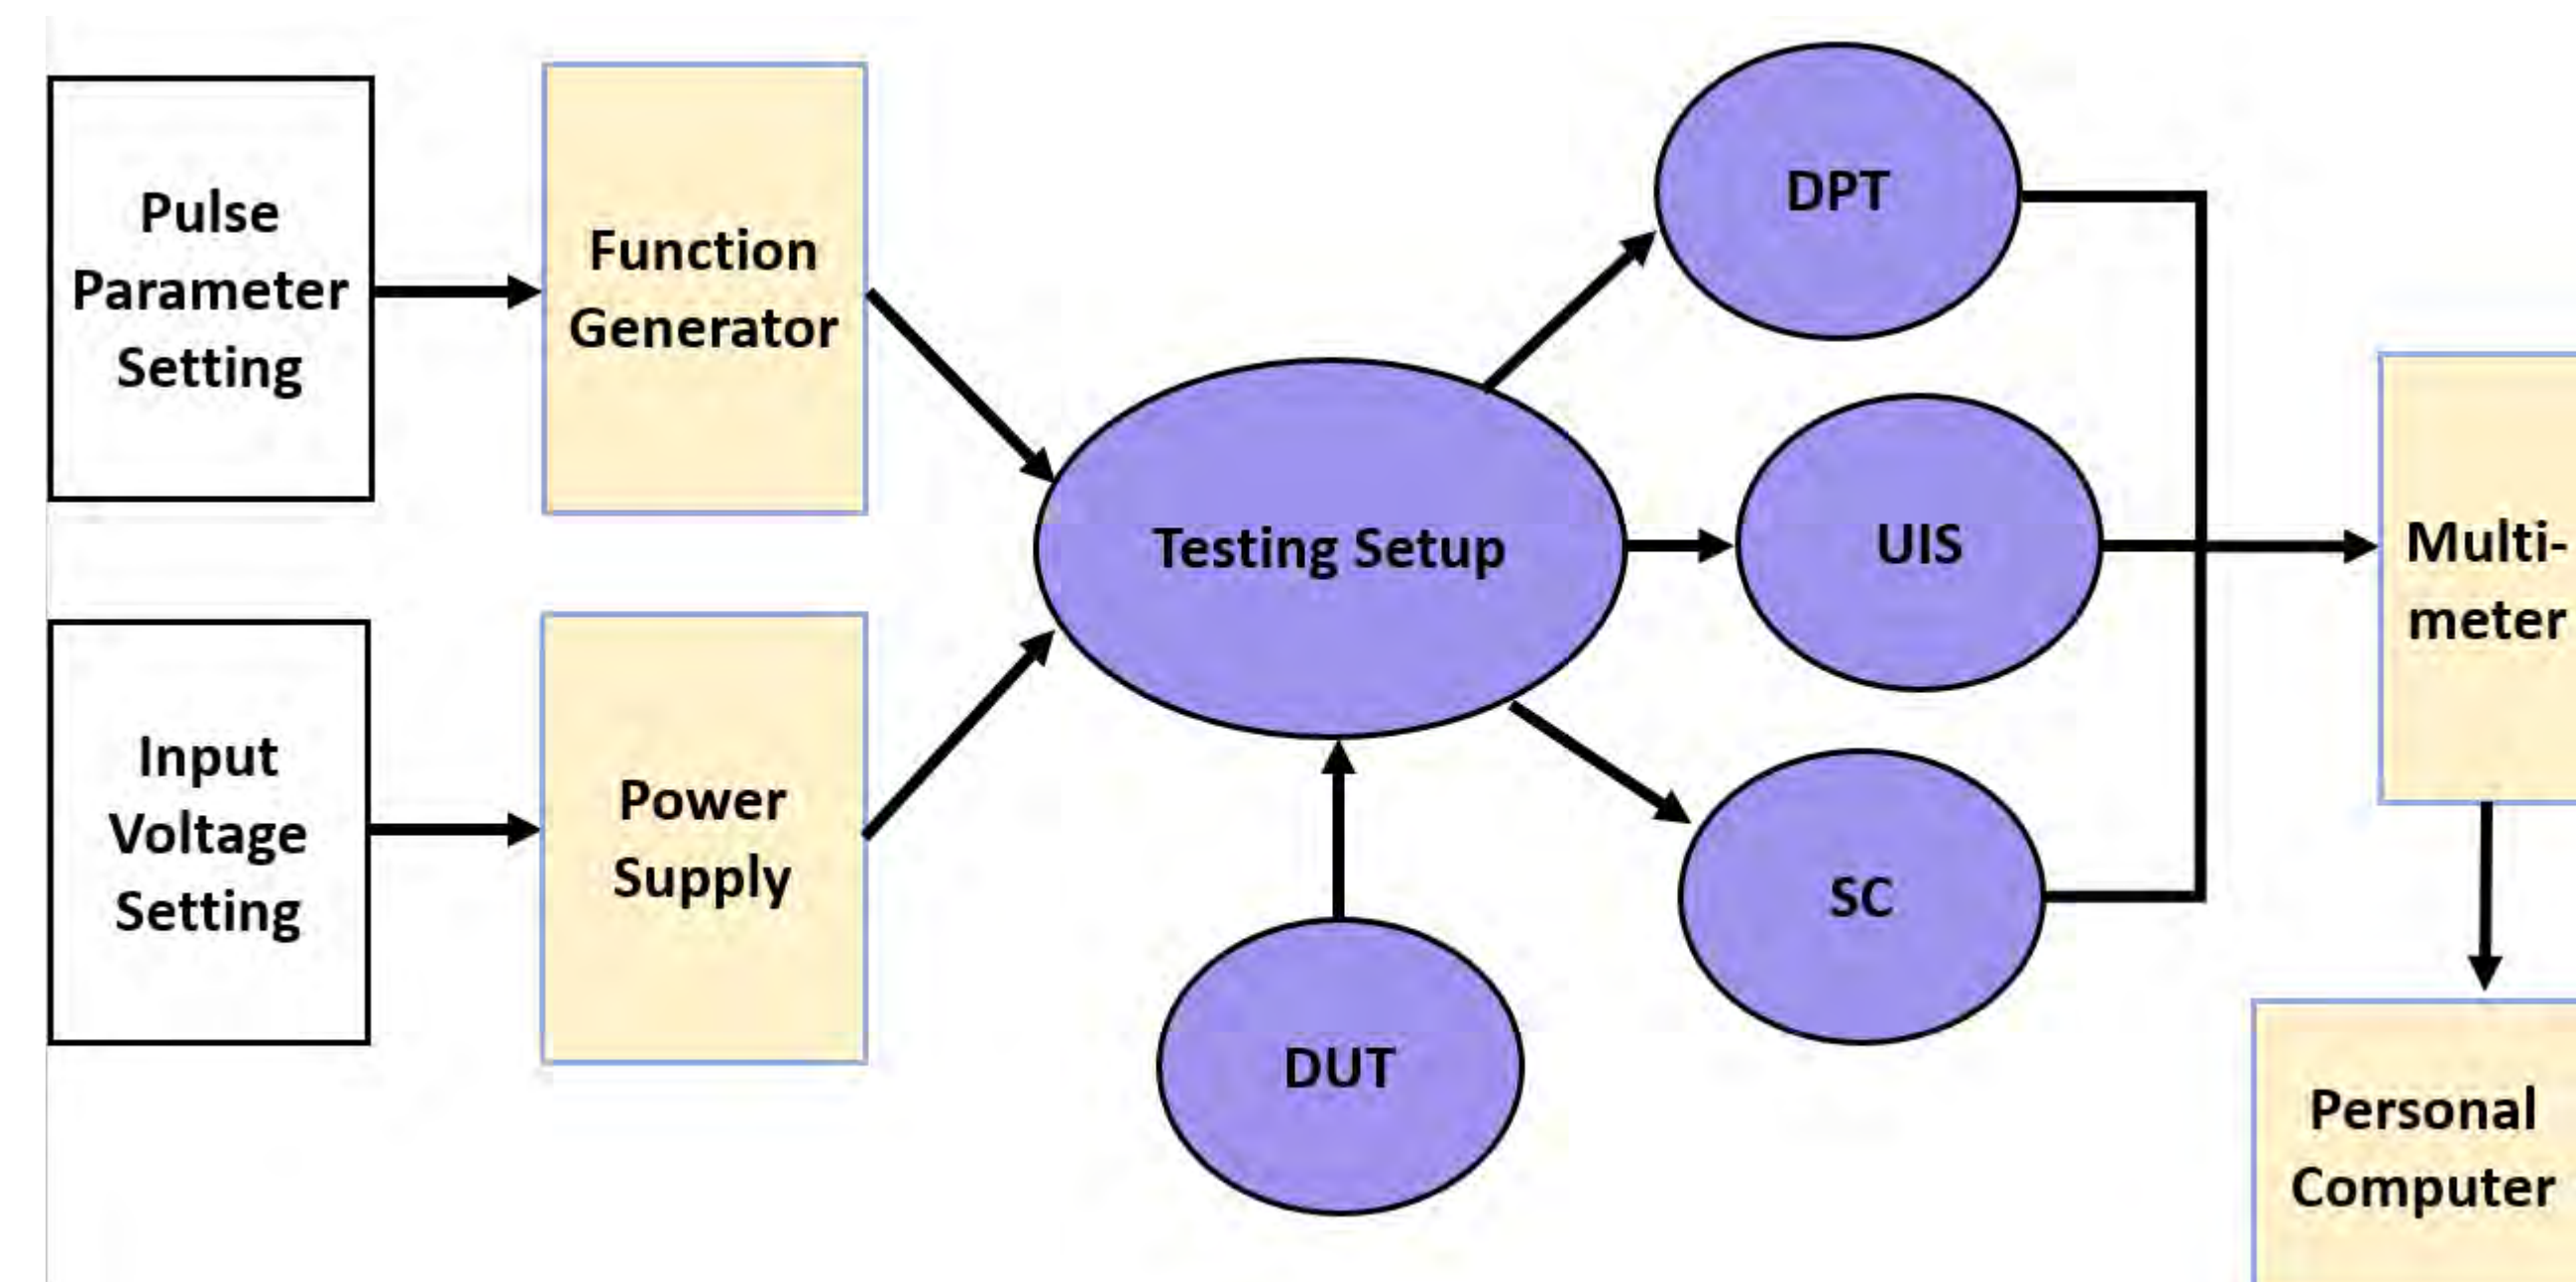 Pulse
Parameter
Setting
Function
Generator
Input
Voltage
Setting
Power
Supply
Testing Setup
DUT
DPT
UIS
SC
Multi-
meter
Personal
Computer